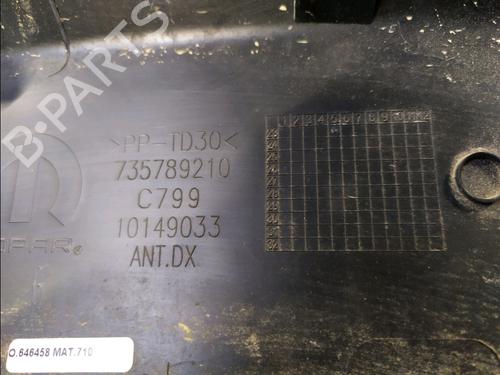 >PP-TD30<
735789210
C799
10149033
ANT.DX
OPAR®
O.646458 MAT:710
1 2 3 4 5 6 7 8 9 10 11 12